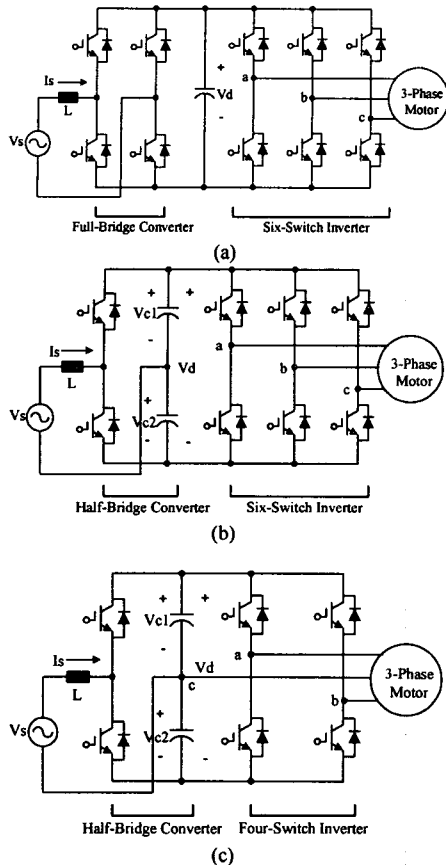 +
Is
a
Vd
3-Phase
Motor
L
b
-
c
Vs
Full-Bridge Converter
Six-Switch Inverter
(a)
+ +
Vc1
Is
-
a
Vd
3-Phase
Motor
L
b
+
Vs
Vc2
c
- -
Half-Bridge Converter
Six-Switch Inverter
(b)
+ +
Vc1
-
a
Is
Vd
3-Phase
Motor
L
c
b
+
Vs
Vc2
- -
Half-Bridge Converter
Four-Switch Inverter
(c)